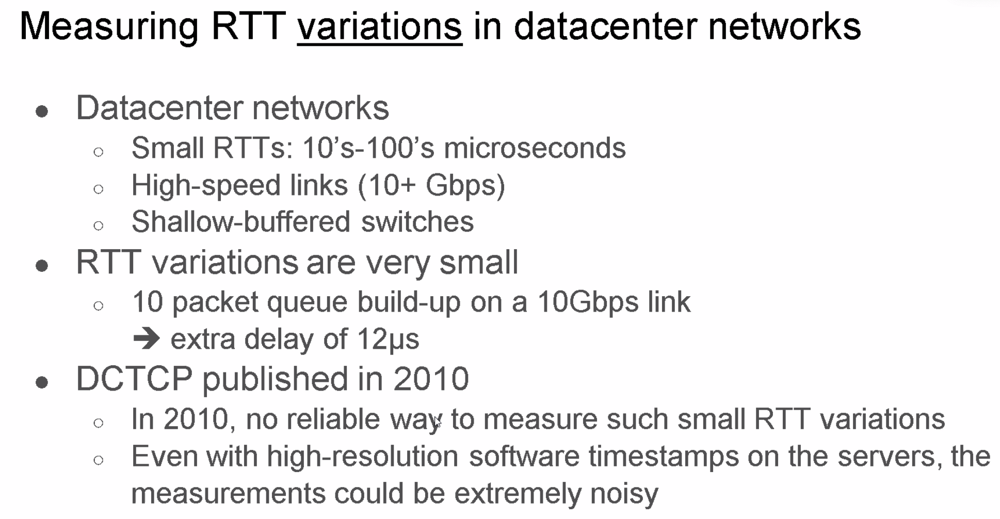 Measuring RTT variations in datacenter networks
● Datacenter networks
○ Small RTTs: 10’s-100’s microseconds
○ High-speed links (10+ Gbps)
○ Shallow-buffered switches
● RTT variations are very small
○ 10 packet queue build-up on a 10Gbps link
➔ extra delay of 12µs
● DCTCP published in 2010
○ In 2010, no reliable way to measure such small RTT variations
○ Even with high-resolution software timestamps on the servers, the
measurements could be extremely noisy